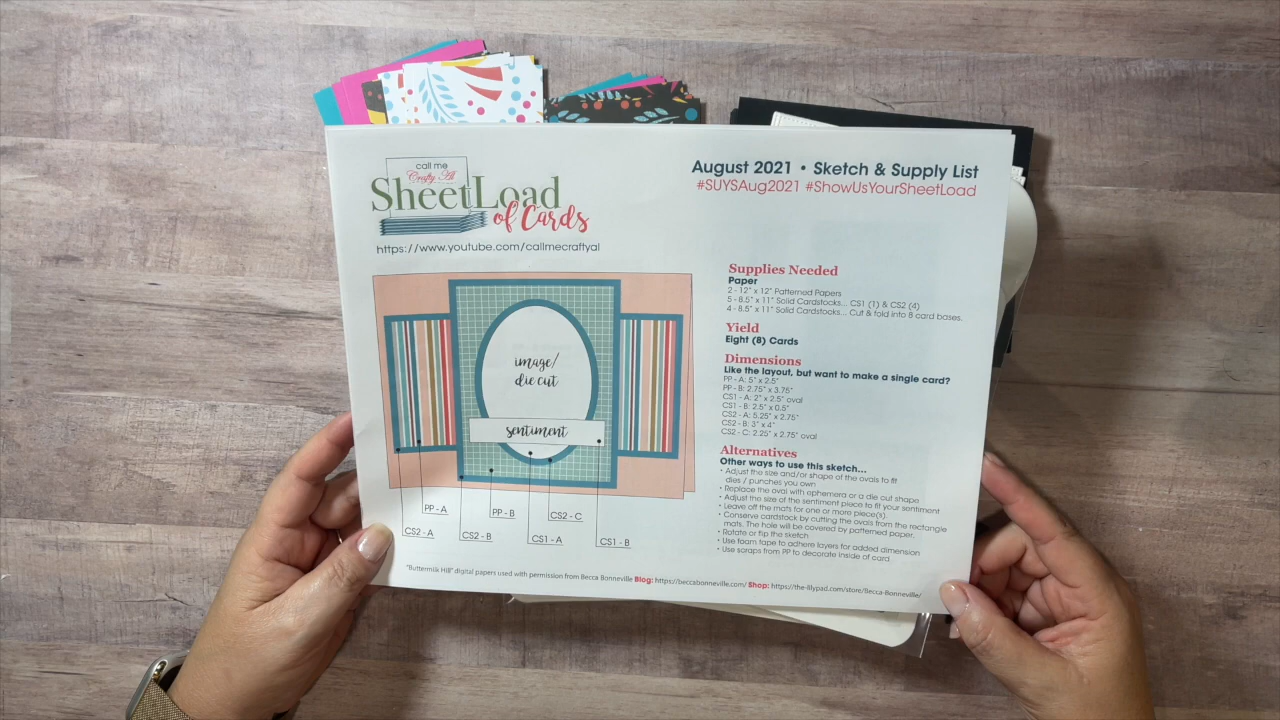 call me
Crafty Al!
SheetLoad
of Cards
https://www.youtube.com/callmecraftyal
August 2021 • Sketch & Supply List
#SUYSAug2021 #ShowUsYourSheetLoad
image/
die cut
sentiment
PP - A
PP - B
CS2 - C
CS2 - A
CS2 - B
CS1 - A
CS1 - B
Supplies Needed
Paper
2 - 12" x 12" Patterned Papers
5 - 8.5" x 11" Solid Cardstocks... CS1 (1) & CS2 (4)
4 - 8.5" x 11" Solid Cardstocks... Cut & fold into 8 card bases.
Yield
Eight (8) Cards
Dimensions
Like the layout, but want to make a single card?
PP - A: 5" x 2.5"
PP - B: 2.75" x 3.75"
CS1 - A: 2" x 2.5" oval
CS1 - B: 2.5" x 0.5"
CS2 - A: 5.25" x 2.75"
CS2 - B: 3" x 4"
CS2 - C: 2.25" x 2.75" oval
Alternatives
Other ways to use this sketch...
• Adjust the size and/or shape of the ovals to fit
dies / punches you own
• Replace the oval with ephemera or a die cut shape
• Adjust the size of the sentiment piece to fit your sentiment
• Leave off the mats for one or more piece(s).
• Conserve cardstock by cutting the ovals from the rectangle
mats. The hole will be covered by patterned paper.
• Rotate or flip the sketch
• Use foam tape to adhere layers for added dimension
• Use scraps from PP to decorate inside of card
"Buttermilk Hill" digital papers used with permission from Becca Bonneville Blog: https://beccabonneville.com/ Shop: https://the-lilypad.com/store/Becca-Bonneville/